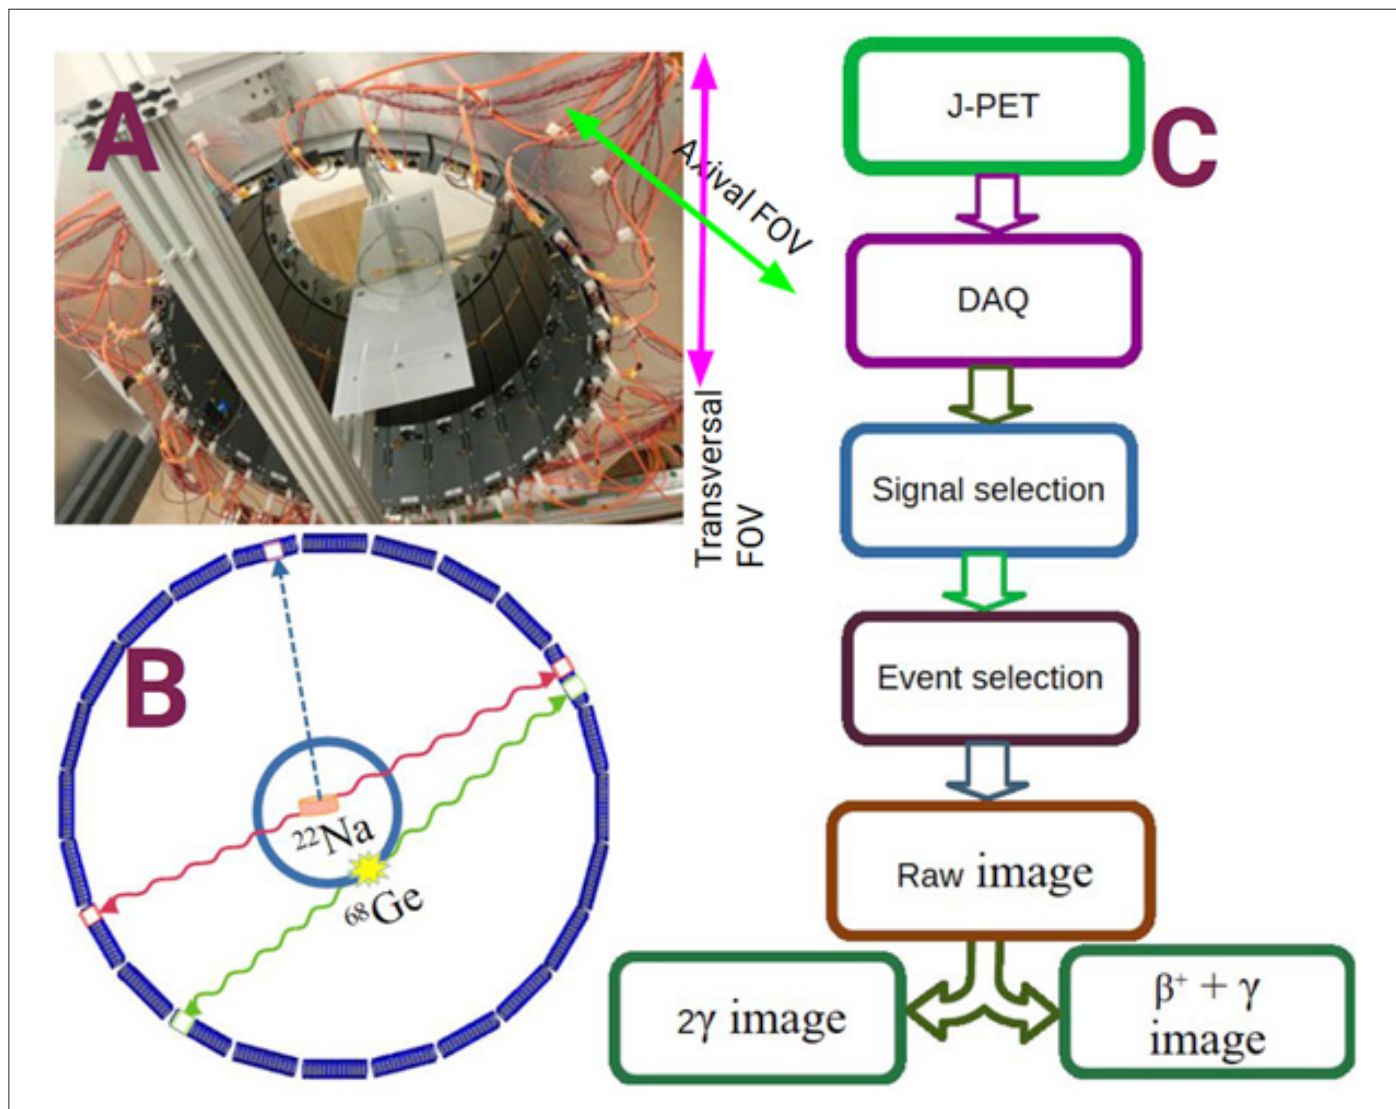 A
Axival FOV
Transversal
FOV
B
²²Na
⁶⁸Ge
C
J-PET
DAQ
Signal selection
Event selection
Raw image
2γ image
β⁺ + γ
image